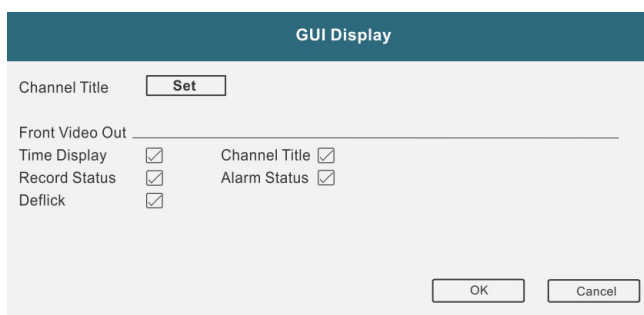 GUI Display
Channel Title Set
Front Video Out
Time Display Channel Title
Record Status Alarm Status
Deflick
OK Cancel